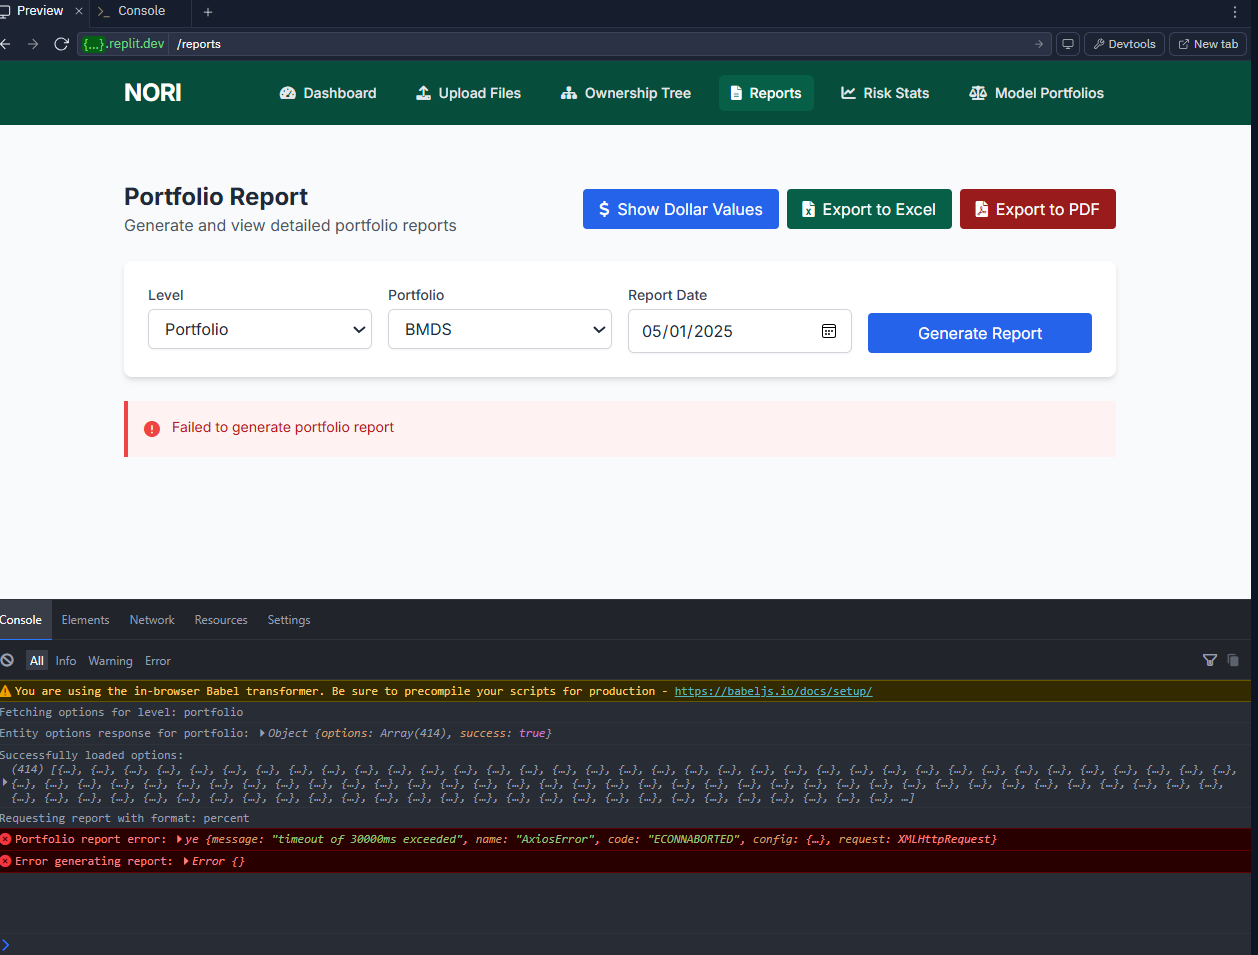 Preview
Console
{...}.replit.dev /reports
Devtools
New tab
NORI
Dashboard
Upload Files
Ownership Tree
Reports
Risk Stats
Model Portfolios
Portfolio Report
Generate and view detailed portfolio reports
$ Show Dollar Values
Export to Excel
Export to PDF
Level
Portfolio
Report Date
Portfolio
BMDS
05/01/2025
Generate Report
Failed to generate portfolio report
Console Elements Network Resources Settings
All Info Warning Error
You are using the in-browser Babel transformer. Be sure to precompile your scripts for production - https://babeljs.io/docs/setup/
Fetching options for level: portfolio
Entity options response for portfolio: Object {options: Array(414), success: true}
Successfully loaded options:
(414) [{…}, {…}, {…}, {…}, {…}, {…}, {…}, {…}, {…}, {…}, {…}, {…}, {…}, {…}, {…}, {…}, {…}, {…}, {…}, {…}, {…}, {…}, {…}, {…}, {…}, {…}, {…}, {…}, {…}, {…}, {…}, {…}, {…}, {…}, {…}, {…},
{…}, {…}, {…}, {…}, {…}, {…}, {…}, {…}, {…}, {…}, {…}, {…}, {…}, {…}, {…}, {…}, {…}, {…}, {…}, {…}, {…}, {…}, {…}, {…}, {…}, {…}, {…}, {…}, {…}, {…}, {…}, {…}, {…}, {…}, {…}, {…}, {…},
{…}, {…}, {…}, {…}, {…}, {…}, {…}, {…}, {…}, {…}, {…}, {…}, {…}, {…}, {…}, {…}, {…}, {…}, {…}, {…}, {…}, {…}, {…}, {…}, {…}, {…}, {…}, …]
Requesting report with format: percent
Portfolio report error: ye {message: "timeout of 30000ms exceeded", name: "AxiosError", code: "ECONNABORTED", config: {…}, request: XMLHttpRequest}
Error generating report: Error {}